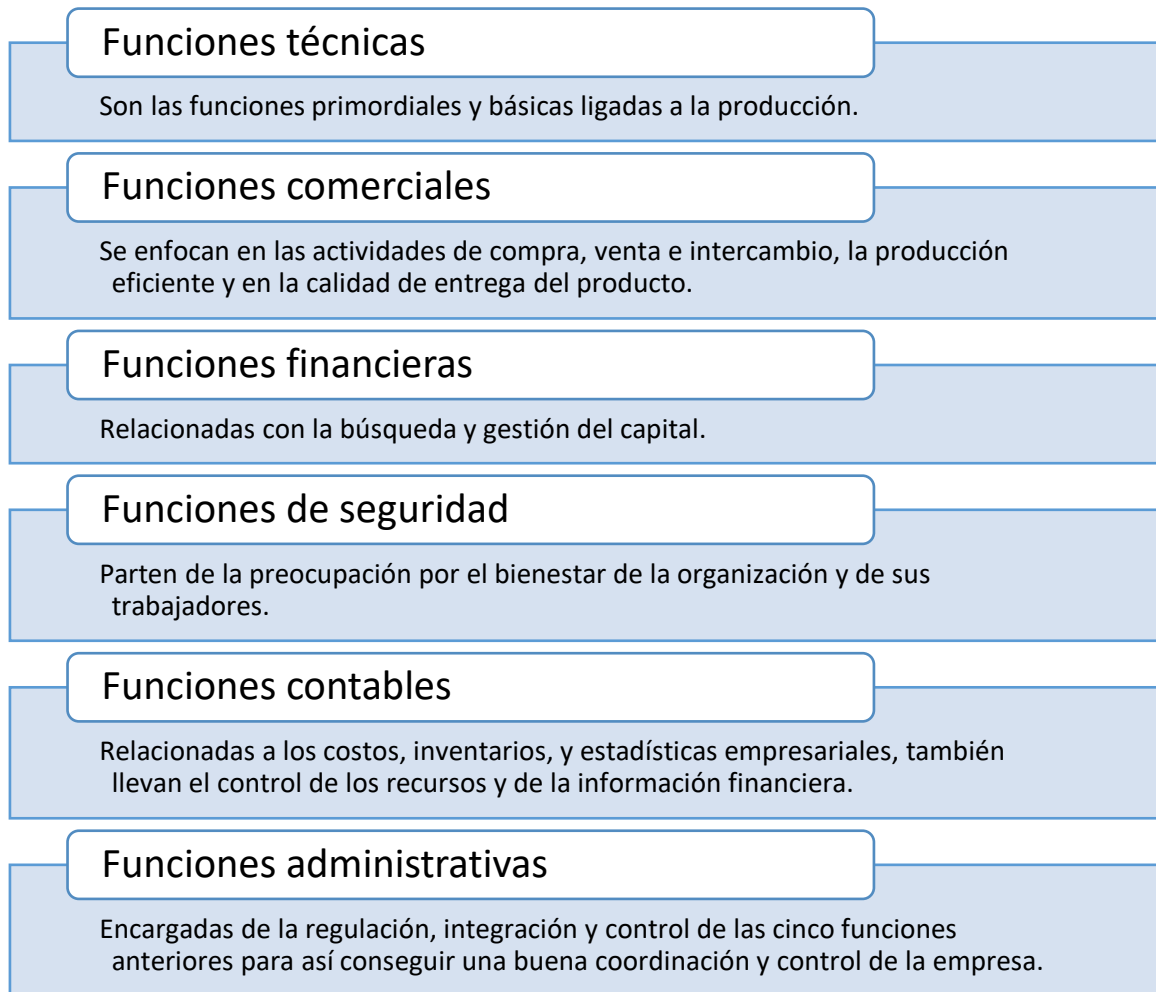 Funciones técnicas
Son las funciones primordiales y básicas ligadas a la producción.
Funciones comerciales
Se enfocan en las actividades de compra, venta e intercambio, la producción
eficiente y en la calidad de entrega del producto.
Funciones financieras
Relacionadas con la búsqueda y gestión del capital.
Funciones de seguridad
Parten de la preocupación por el bienestar de la organización y de sus
trabajadores.
Funciones contables
Relacionadas a los costos, inventarios, y estadísticas empresariales, también
llevan el control de los recursos y de la información financiera.
Funciones administrativas
Encargadas de la regulación, integración y control de las cinco funciones
anteriores para así conseguir una buena coordinación y control de la empresa.